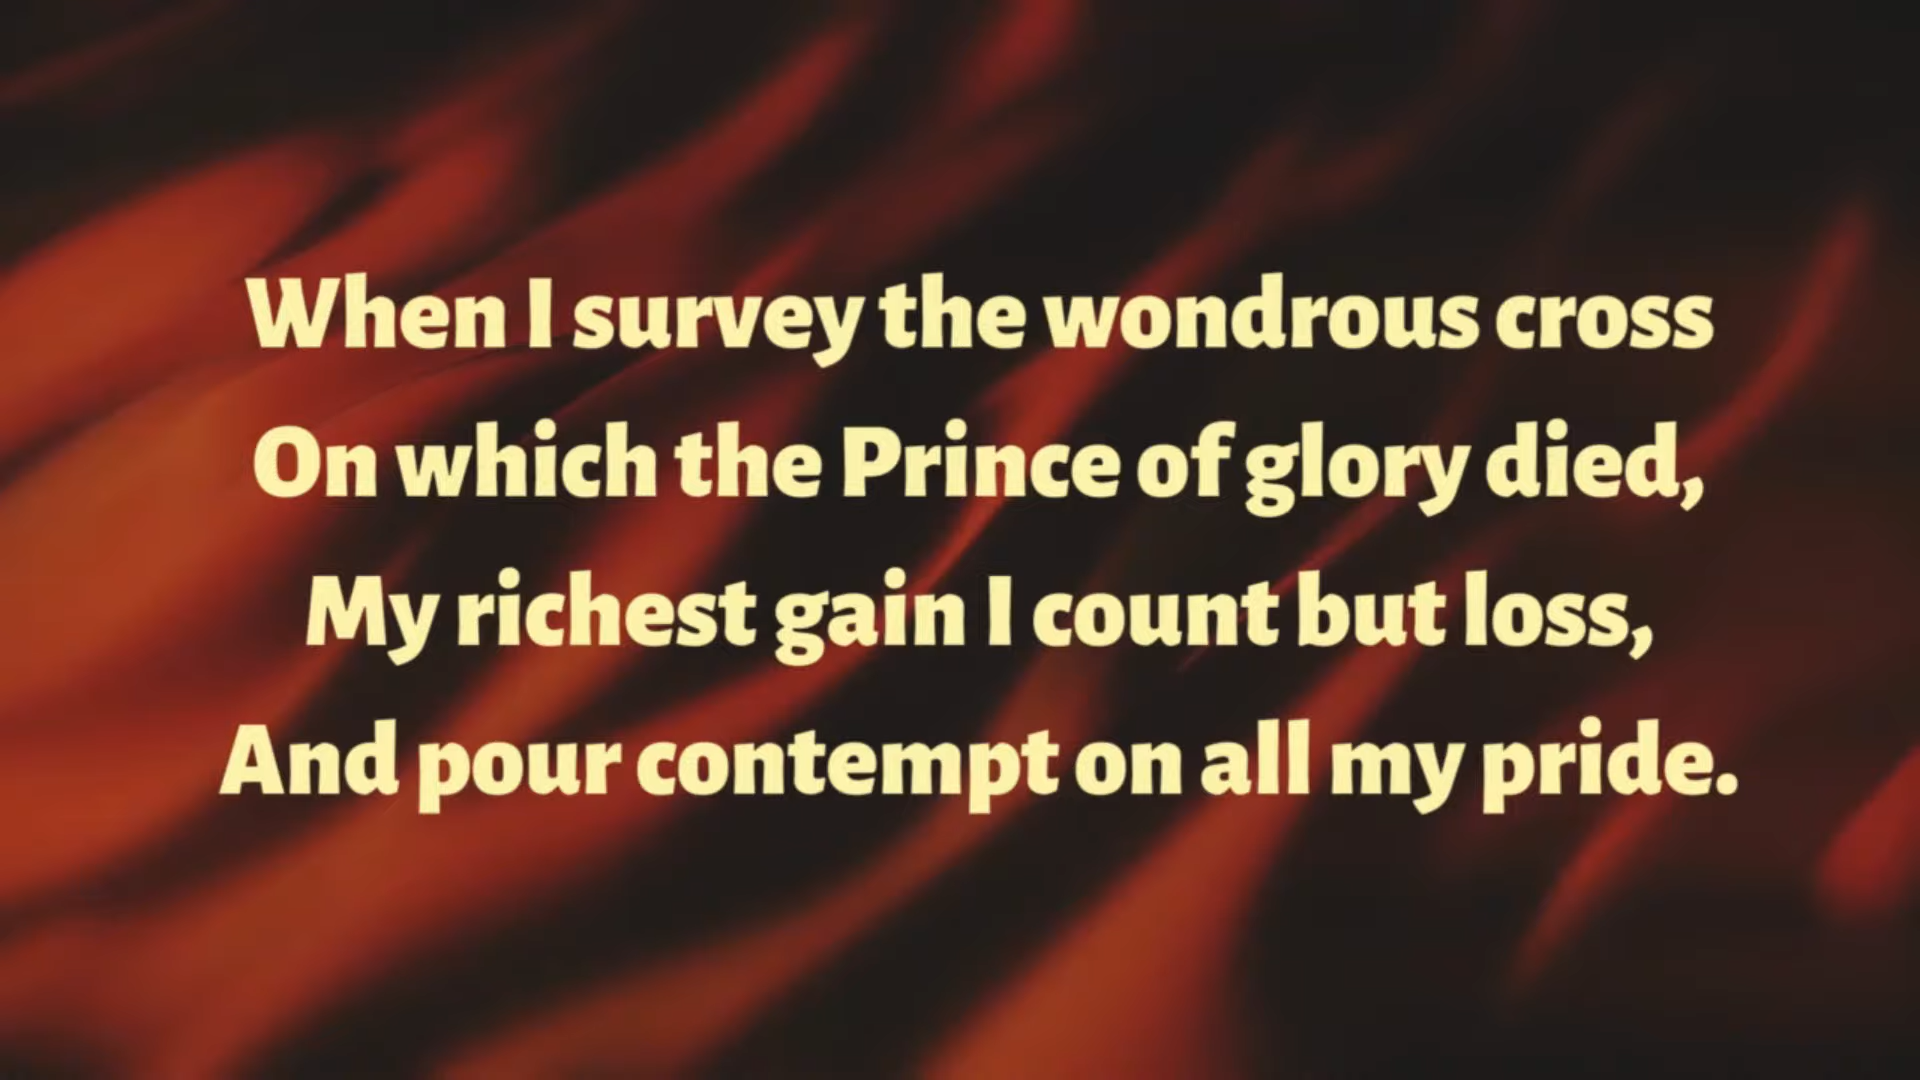 When I survey the wondrous cross
On which the Prince of glory died,
My richest gain I count but loss,
And pour contempt on all my pride.